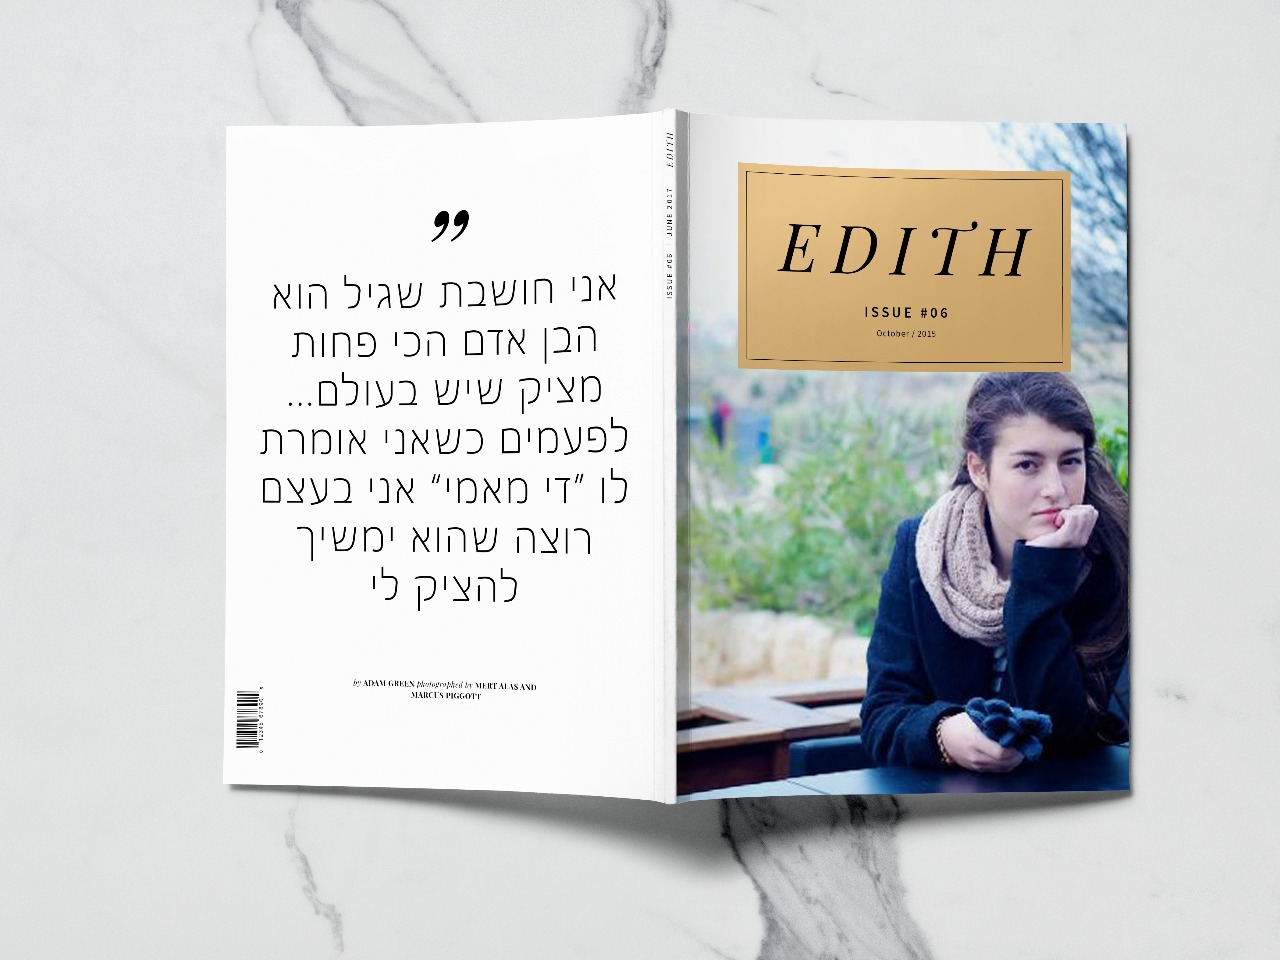 ”
אני חושבת שגיל הוא
הבן אדם הכי פחות
מציק שיש בעולם...
לפעמים כשאני אומרת
לו "די מאמי" אני בעצם
רוצה שהוא ימשיך
להציק לי
by ADAM GREEN photographed by MERT ALAS AND
MARCUS PIGGOTT
ISSUE #06 JUNE 2017 EDITH
EDITH
ISSUE #06
October / 2015